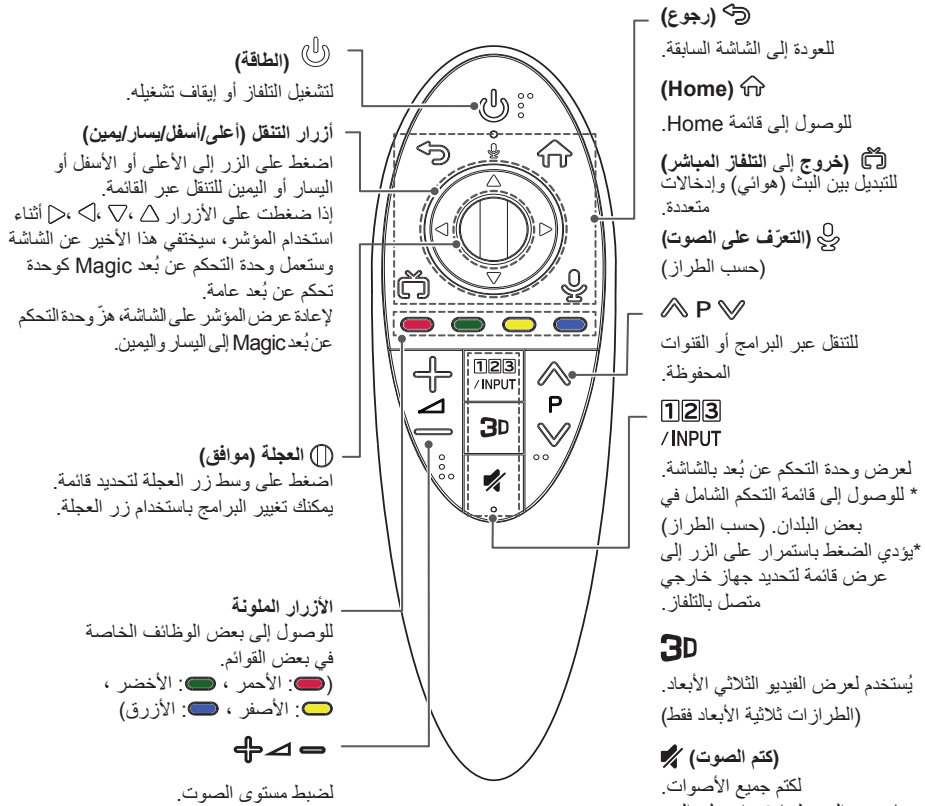 (رجوع)
للعودة إلى الشاشة السابقة.
(Home)
للوصول إلى قائمة Home.
(خروج إلى التلفاز المباشر)
للتبديل بين البث (هوائي) وإدخالات
متعددة.
(التعرّف على الصوت)
(حسب الطراز)
P
للتنقل عبر البرامج أو القنوات
المحفوظة.
123
/ INPUT
لعرض وحدة التحكم عن بُعد بالشاشة.
* للوصول إلى قائمة التحكم الشامل في
بعض البلدان. (حسب الطراز)
*يؤدي الضغط باستمرار على الزر إلى
عرض قائمة لتحديد جهاز خارجي
متصل بالتلفاز.
3D
يُستخدم لعرض الفيديو الثلاثي الأبعاد.
(الطرازات ثلاثية الأبعاد فقط)
(كتم الصوت)
لكتم جميع الأصوات.
123
/ INPUT
P
3D
(الطاقة)
لتشغيل التلفاز أو إيقاف تشغيله.
أزرار التنقل (أعلى/أسفل/يسار/يمين)
اضغط على الزر إلى الأعلى أو الأسفل أو
اليسار أو اليمين للتنقل عبر القائمة.
إذا ضغطت على الأزرار △ ،▽ ،◁ ،▷ أثناء
استخدام المؤشر، سيختفي هذا الأخير عن الشاشة
وستعمل وحدة التحكم عن بُعد Magic كوحدة
تحكم عن بُعد عامة.
لإعادة عرض المؤشر على الشاشة، هزّ وحدة التحكم
عن بُعد Magic إلى اليسار واليمين.
العجلة (موافق)
اضغط على وسط زر العجلة لتحديد قائمة.
يمكنك تغيير البرامج باستخدام زر العجلة.
الأزرار الملونة
للوصول إلى بعض الوظائف الخاصة
في بعض القوائم.
(: الأحمر ، : الأخضر ،
: الأصفر ، : الأزرق)
لضبط مستوى الصوت.